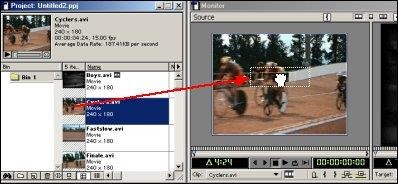 Project: Untitled2.ppj
Cyclers.avi
Movie
240 x 180
00:00:04:24, 15.00 fps
Average Data Rate: 187.41KB per second
Bin
5 ite... Name
Bin 1
Boys.avi
Movie
240 x 180
Cyclers.avi
Movie
240 x 180
Fastslow.avi
Movie
240 x 180
Finale.avi
Movie
240 x 180
Monitor
Source
4:24
00:00:00:00
Clip: Cyclers.avi